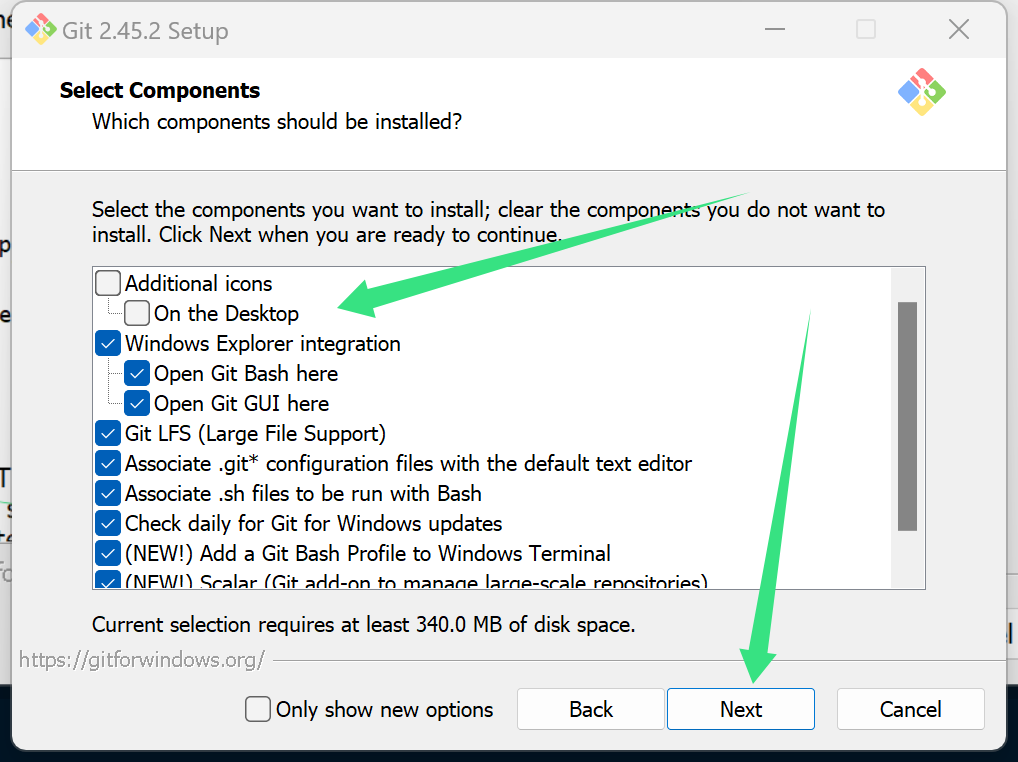 Git 2.45.2 Setup
Select Components
Which components should be installed?
Select the components you want to install; clear the components you do not want to
install. Click Next when you are ready to continue.
Additional icons
On the Desktop
Windows Explorer integration
Open Git Bash here
Open Git GUI here
Git LFS (Large File Support)
Associate .git* configuration files with the default text editor
Associate .sh files to be run with Bash
Check daily for Git for Windows updates
(NEW!) Add a Git Bash Profile to Windows Terminal
(NEW!) Scalar (Git add-on to manage large-scale repositories)
Current selection requires at least 340.0 MB of disk space.
https://gitforwindows.org/
Only show new options
Back
Next
Cancel